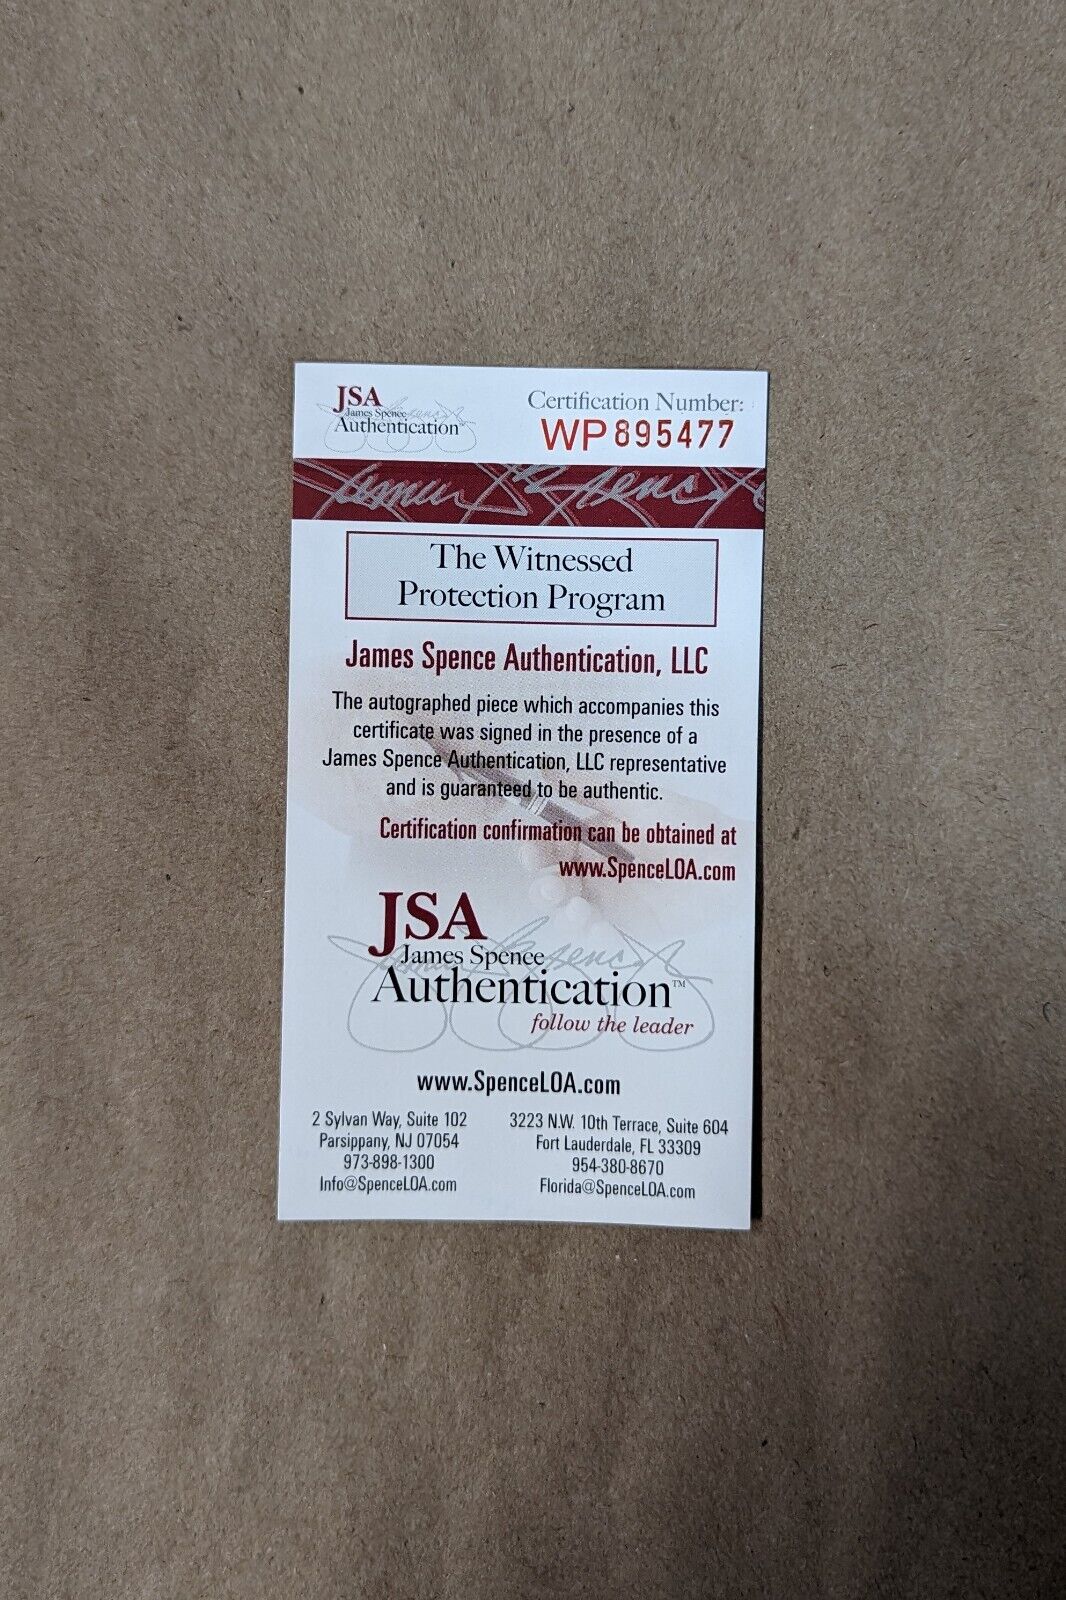 JSA
James Spence
Authentication
Certification Number:
WP895477
James Spence
The Witnessed
Protection Program
James Spence Authentication, LLC
The autographed piece which accompanies this
certificate was signed in the presence of a
James Spence Authentication, LLC representative
and is guaranteed to be authentic.
Certification confirmation can be obtained at
www.SpenceLOA.com
JSA
James Spence
Authentication™
follow the leader
www.SpenceLOA.com
2 Sylvan Way, Suite 102
Parsippany, NJ 07054
973-898-1300
Info@SpenceLOA.com
3223 N.W. 10th Terrace, Suite 604
Fort Lauderdale, FL 33309
954-380-8670
Florida@SpenceLOA.com